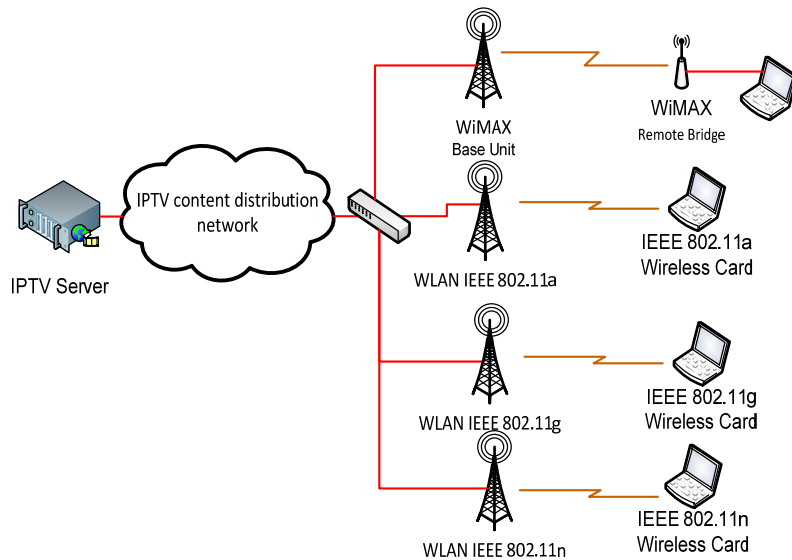 IPTV Server
IPTV content distribution
network
WiMAX
Base Unit
WiMAX
Remote Bridge
WLAN IEEE 802.11a
IEEE 802.11a
Wireless Card
WLAN IEEE 802.11g
IEEE 802.11g
Wireless Card
WLAN IEEE 802.11n
IEEE 802.11n
Wireless Card